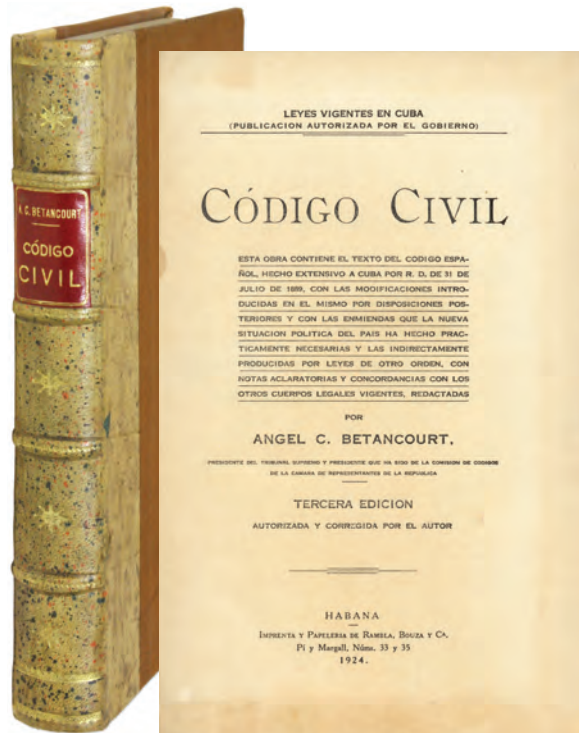 A. C. BETANCOURT
CÓDIGO
CIVIL
LEYES VIGENTES EN CUBA
(PUBLICACION AUTORIZADA POR EL GOBIERNO)
CÓDIGO CIVIL
ESTA OBRA CONTIENE EL TEXTO DEL CODIGO ESPA-
ÑOL, HECHO EXTENSIVO A CUBA POR R. D. DE 31 DE
JULIO DE 1889, CON LAS MODIFICACIONES INTRO-
DUCIDAS EN EL MISMO POR DISPOSICIONES POS-
TERIORES Y CON LAS ENMIENDAS QUE LA NUEVA
SITUACION POLITICA DEL PAIS HA HECHO PRAC-
TICAMENTE NECESARIAS Y LAS INDIRECTAMENTE
PRODUCIDAS POR LEYES DE OTRO ORDEN, CON
NOTAS ACLARATORIAS Y CONCORDANCIAS CON LOS
OTROS CUERPOS LEGALES VIGENTES, REDACTADAS
POR
ANGEL C. BETANCOURT,
PRESIDENTE DEL TRIBUNAL SUPREMO Y PRESIDENTE QUE HA SIDO DE LA COMISION DE CODIGOS
DE LA CAMARA DE REPRESENTANTES DE LA REPUBLICA
TERCERA EDICION
AUTORIZADA Y CORREGIDA POR EL AUTOR
HABANA
IMPRENTA Y PAPELERIA DE RAMBLA, BOUZA Y Cª.
Pí y Margall, Núms. 33 y 35
1924.